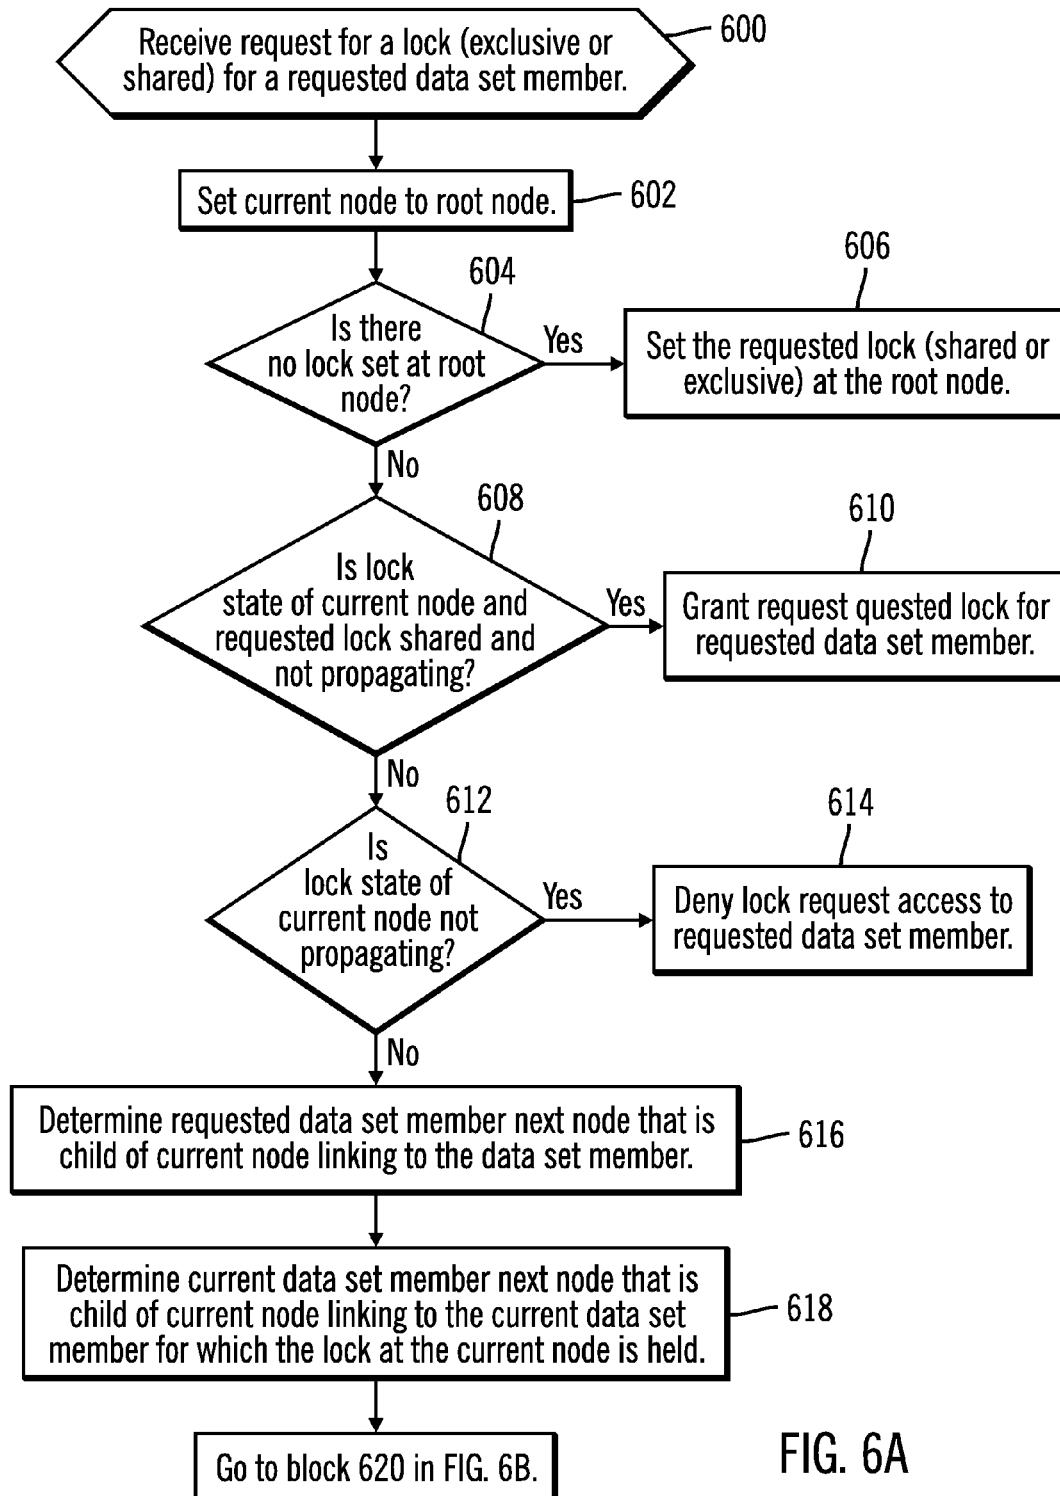 Receive request for a lock (exclusive or
shared) for a requested data set member.
600
Set current node to root node.
602
604
Is there
no lock set at root
node?
Yes
606
Set the requested lock (shared or
exclusive) at the root node.
No
608
Is lock
state of current node and
requested lock shared and
not propagating?
Yes
610
Grant request quested lock for
requested data set member.
No
612
Is
lock state of
current node not
propagating?
Yes
614
Deny lock request access to
requested data set member.
No
Determine requested data set member next node that is
child of current node linking to the data set member.
616
Determine current data set member next node that is
child of current node linking to the current data set
member for which the lock at the current node is held.
618
Go to block 620 in FIG. 6B.
FIG. 6A